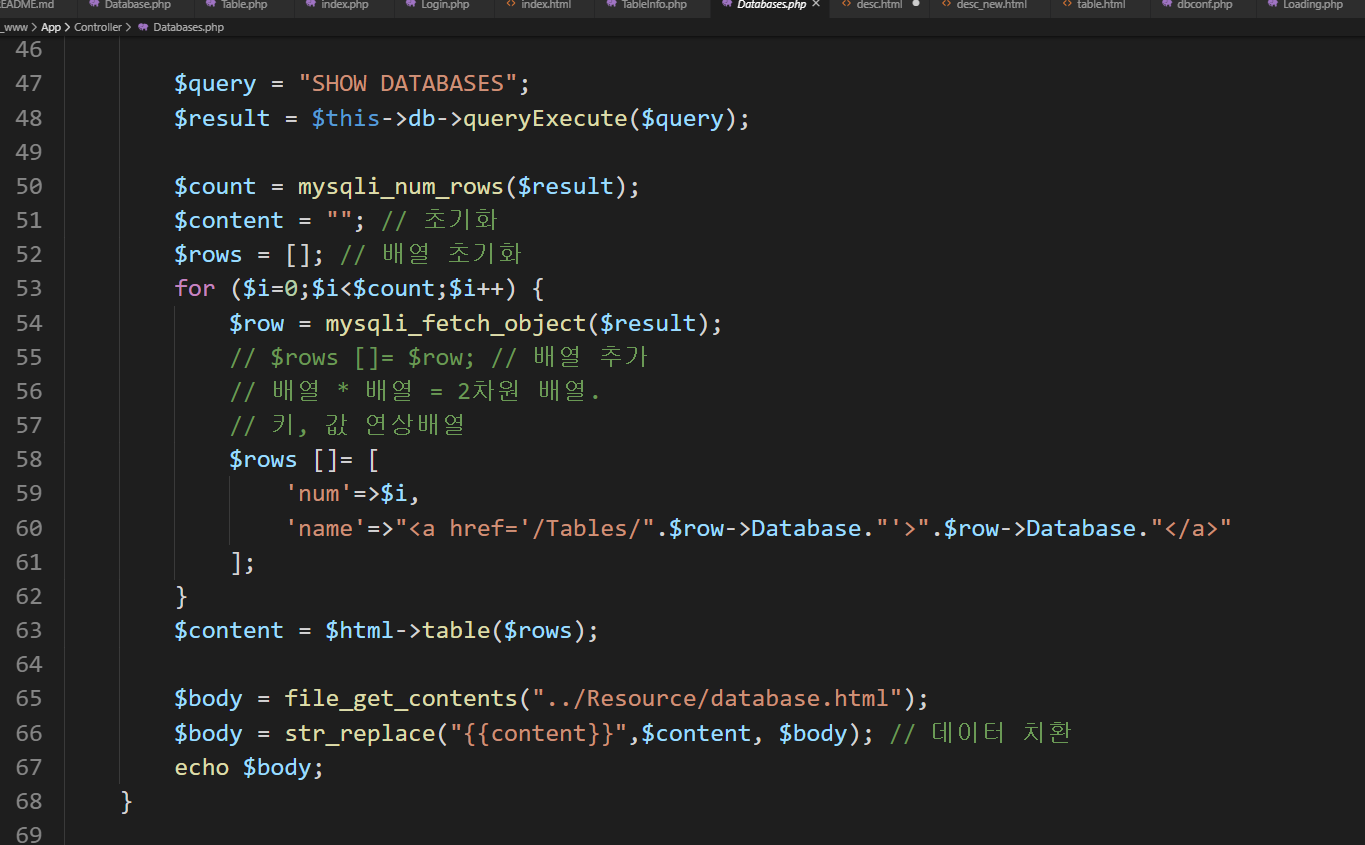 README.md Database.php Table.php index.php Login.php index.html TableInfo.php Databases.php × desc.html ● desc_new.html table.html dbconf.php Loading.php
_www > App > Controller > Databases.php
46
47 $query = "SHOW DATABASES";
48 $result = $this->db->queryExecute($query);
49
50 $count = mysqli_num_rows($result);
51 $content = ""; // 초기화
52 $rows = []; // 배열 초기화
53 for ($i=0;$i<$count;$i++) {
54 $row = mysqli_fetch_object($result);
55 // $rows []= $row; // 배열 추가
56 // 배열 * 배열 = 2차원 배열.
57 // 키, 값 연상배열
58 $rows []= [
59 'num'=>$i,
60 'name'=>"<a href='/Tables/".$row->Database."'>".$row->Database."</a>"
61 ];
62 }
63 $content = $html->table($rows);
64
65 $body = file_get_contents("../Resource/database.html");
66 $body = str_replace("{{content}}",$content, $body); // 데이터 치환
67 echo $body;
68 }
69